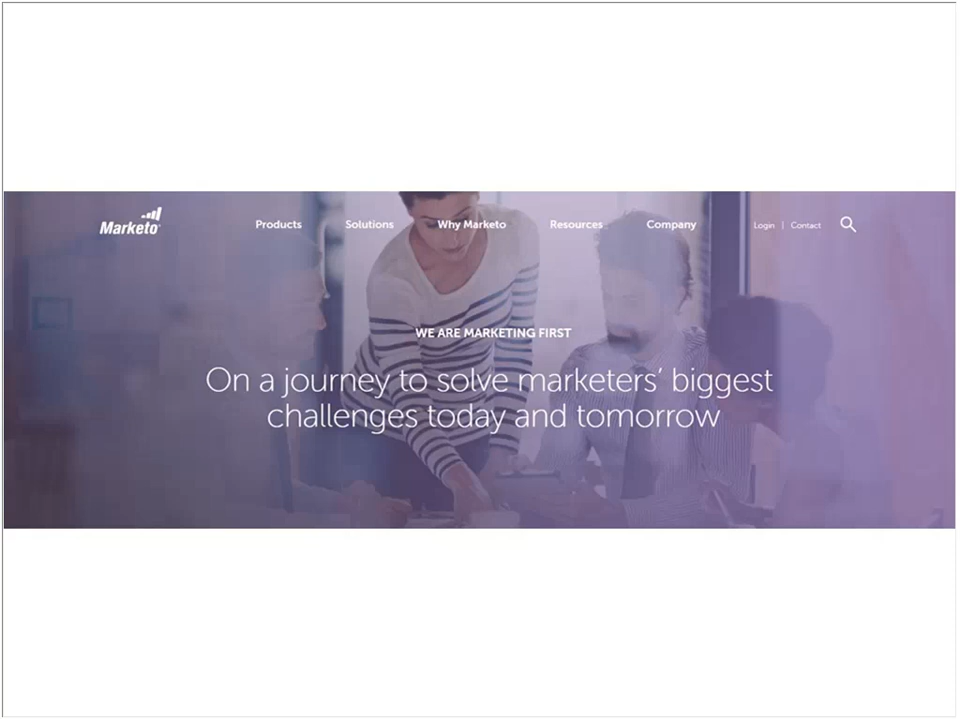 Marketo
Products Solutions Why Marketo Resources Company Login | Contact
WE ARE MARKETING FIRST
On a journey to solve marketers’ biggest
challenges today and tomorrow